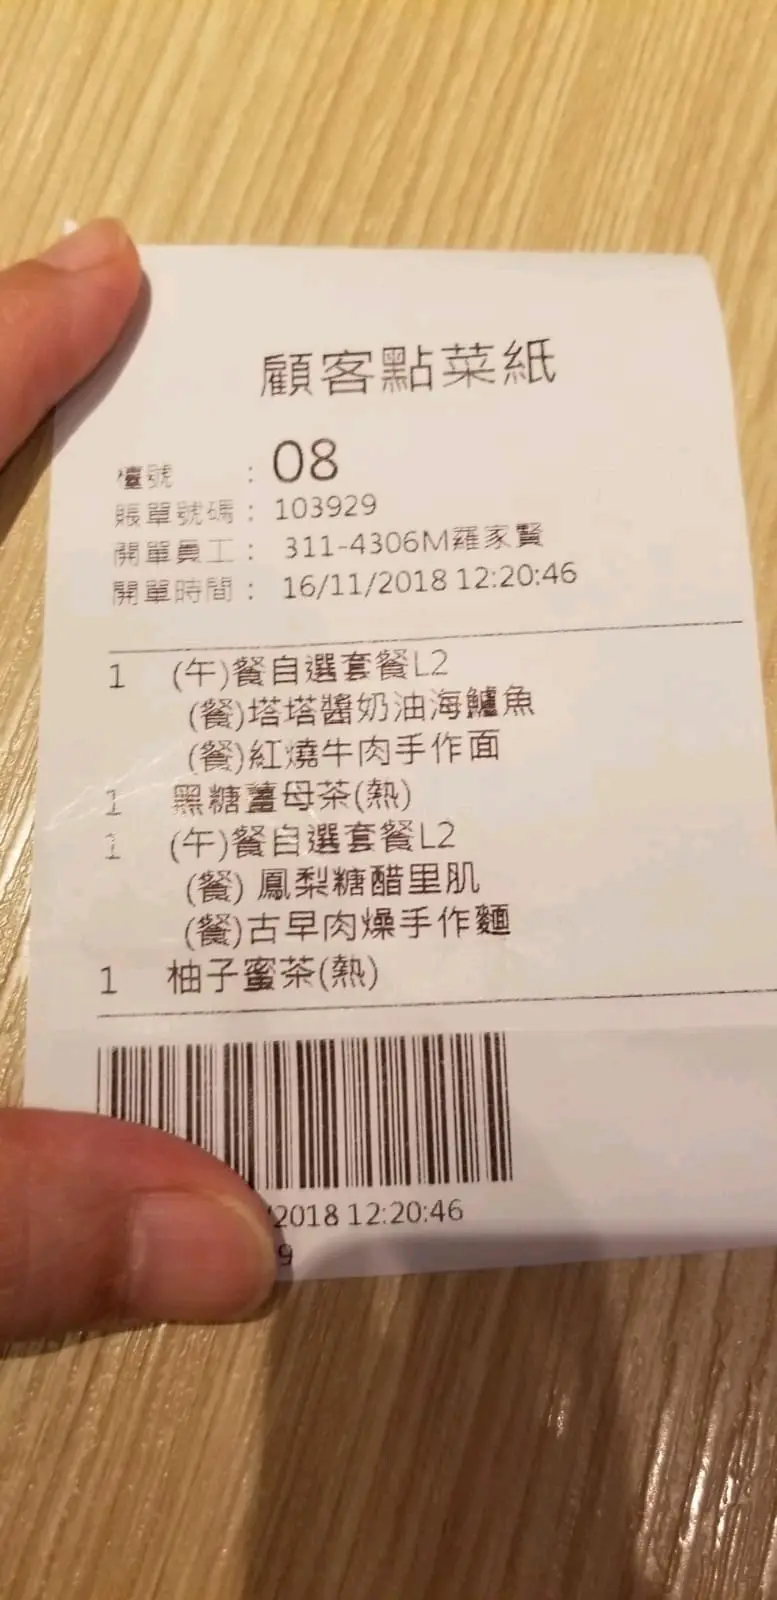 顧客點菜紙
檯號 : 08
賬單號碼 : 103929
開單員工 : 311-4306M羅家賢
開單時間 : 16/11/2018 12:20:46
1 (午)餐自選套餐L2
(餐)塔塔醬奶油海鱸魚
(餐)紅燒牛肉手作面
1 黑糖薑母茶(熱)
1 (午)餐自選套餐L2
(餐) 鳳梨糖醋里肌
(餐)古早肉燥手作麵
1 柚子蜜茶(熱)
/2018 12:20:46
9